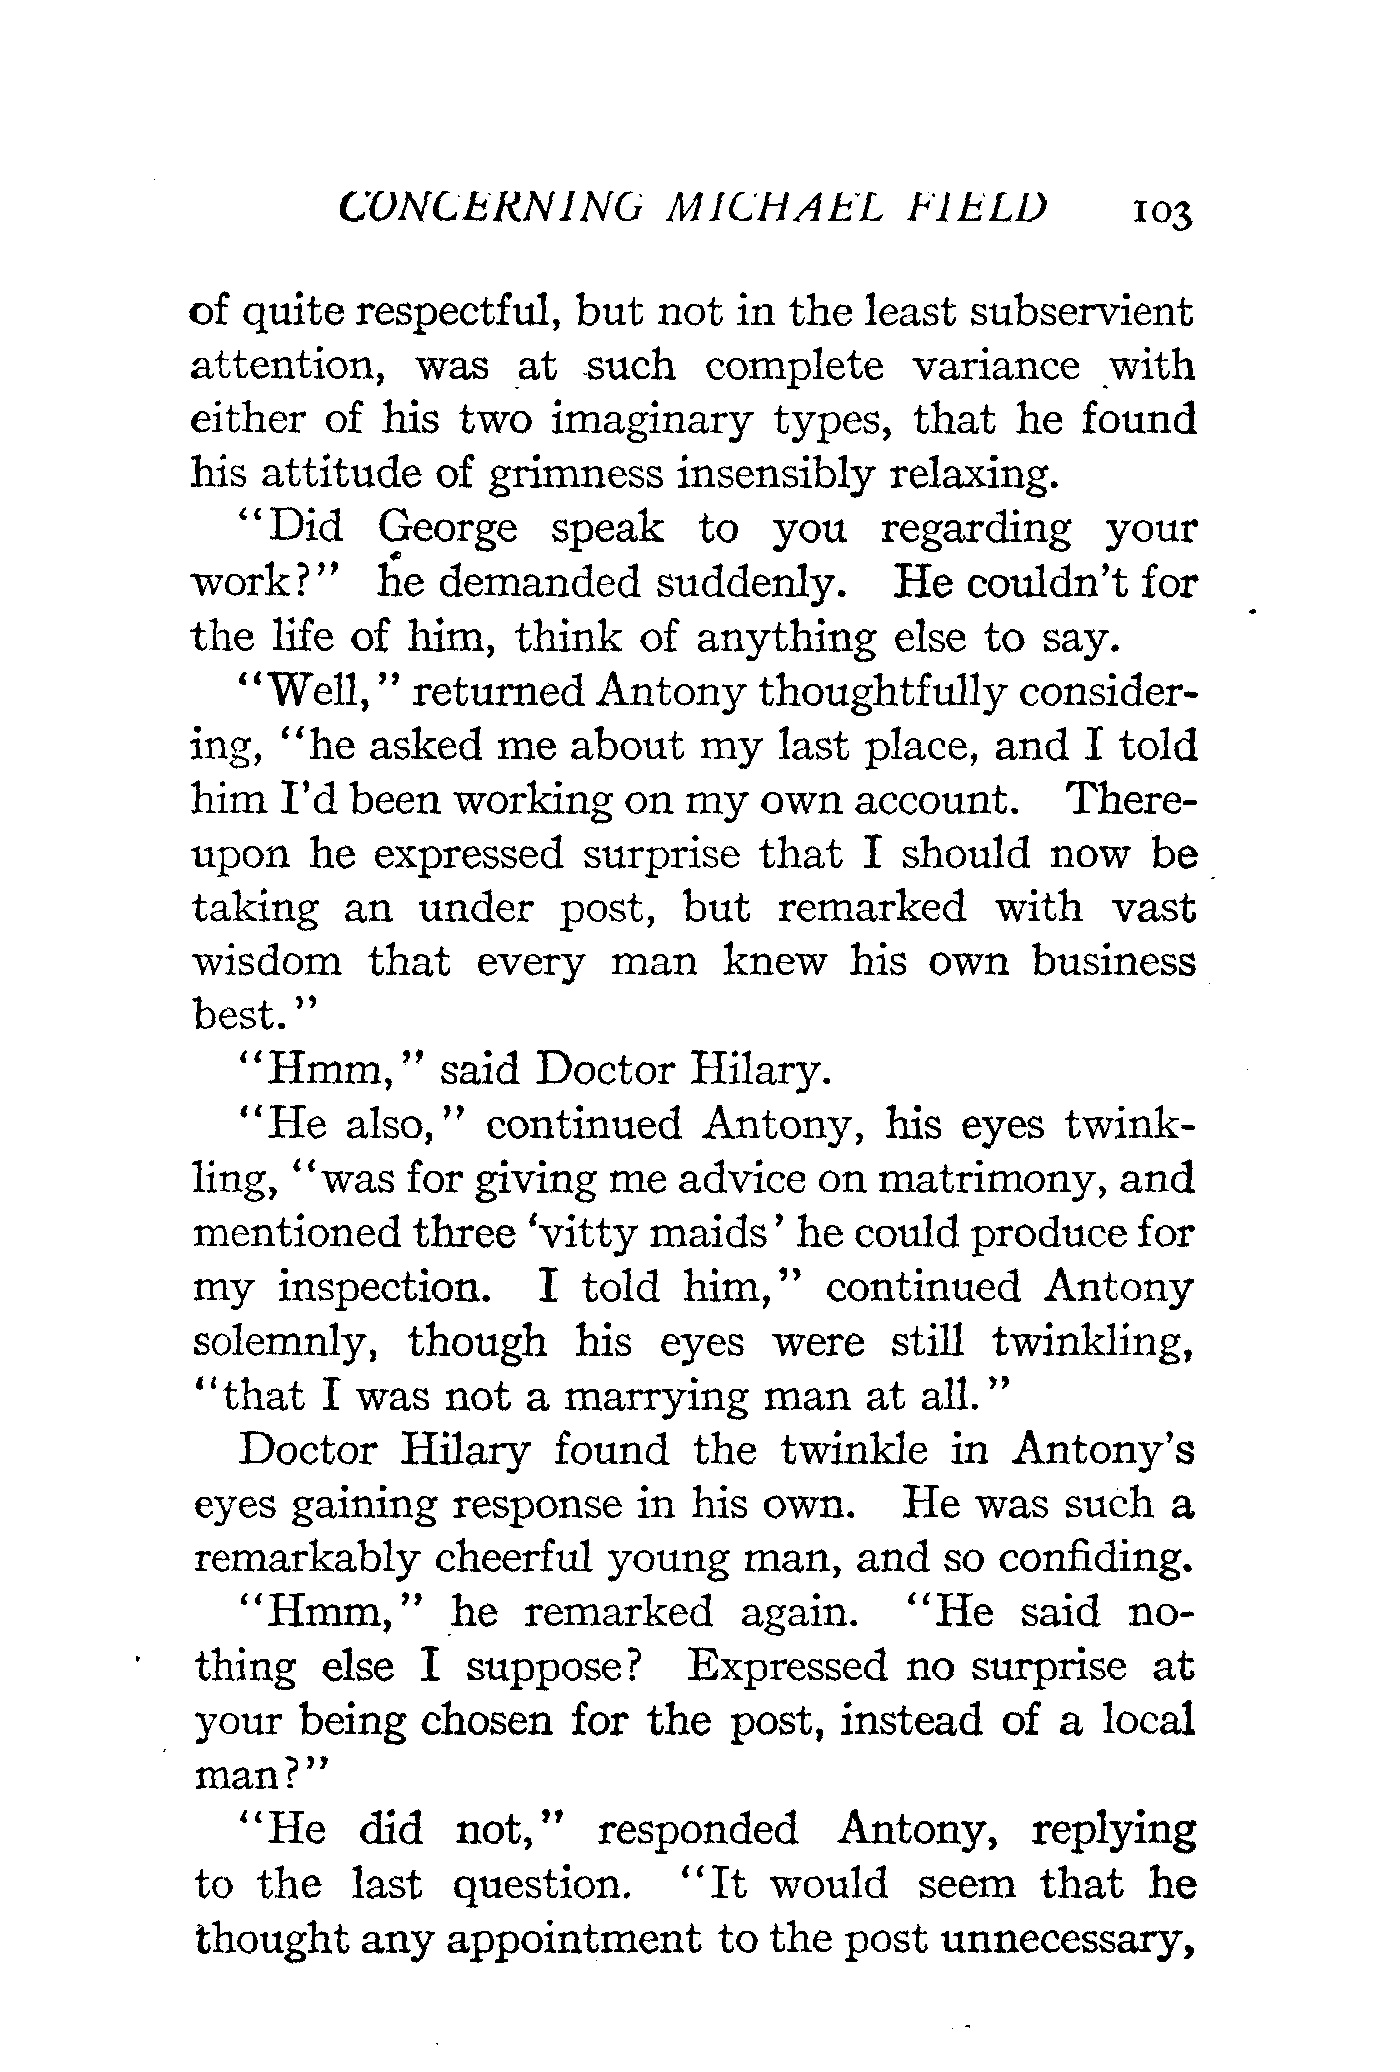 CONCERNING MICHAEL FIELD 103
of quite respectful, but not in the least subservient
attention, was at such complete variance with
either of his two imaginary types, that he found
his attitude of grimness insensibly relaxing.
"Did George speak to you regarding your
work?" he demanded suddenly. He couldn't for
the life of him, think of anything else to say.
"Well," returned Antony thoughtfully consider-
ing, "he asked me about my last place, and I told
him I'd been working on my own account. There-
upon he expressed surprise that I should now be
taking an under post, but remarked with vast
wisdom that every man knew his own business
best."
"Hmm," said Doctor Hilary.
"He also," continued Antony, his eyes twink-
ling, "was for giving me advice on matrimony, and
mentioned three 'vitty maids' he could produce for
my inspection. I told him," continued Antony
solemnly, though his eyes were still twinkling,
"that I was not a marrying man at all."
Doctor Hilary found the twinkle in Antony's
eyes gaining response in his own. He was such a
remarkably cheerful young man, and so confiding.
"Hmm," he remarked again. "He said no-
thing else I suppose? Expressed no surprise at
your being chosen for the post, instead of a local
man?"
"He did not," responded Antony, replying
to the last question. "It would seem that he
thought any appointment to the post unnecessary,